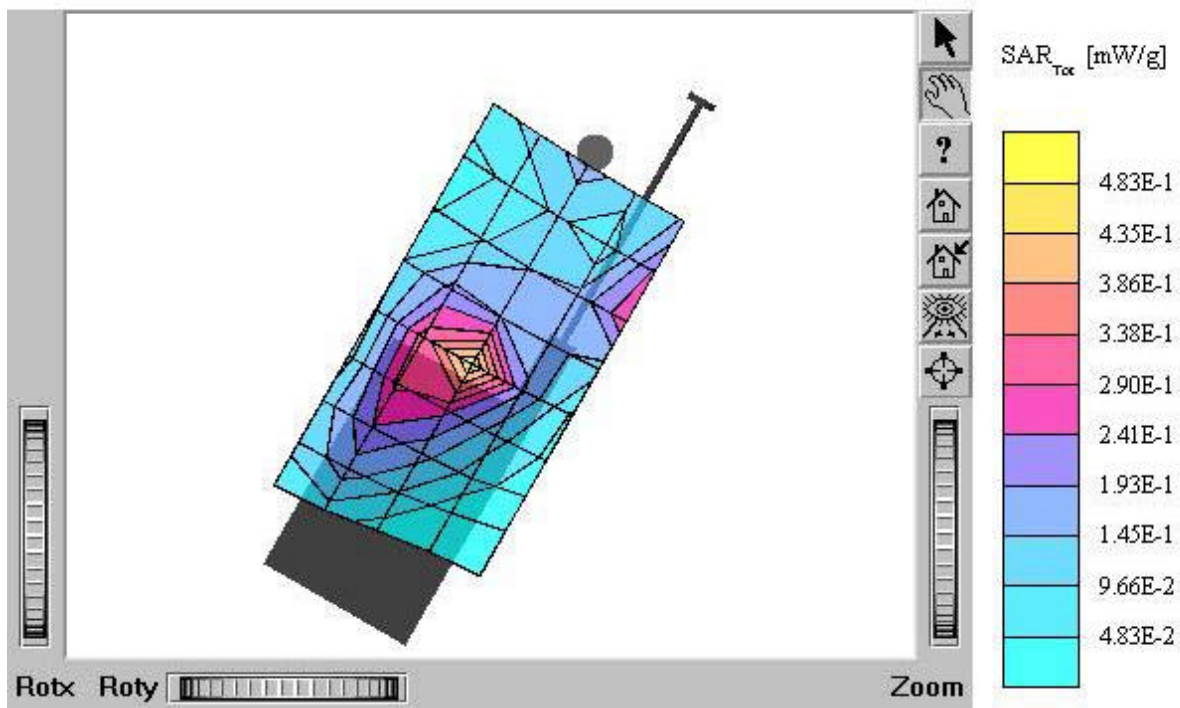 SAR_Tot [mW/g]
?
4.83E-1
4.35E-1
3.86E-1
3.38E-1
2.90E-1
2.41E-1
1.93E-1
1.45E-1
9.66E-2
4.83E-2
Rotx Roty Zoom